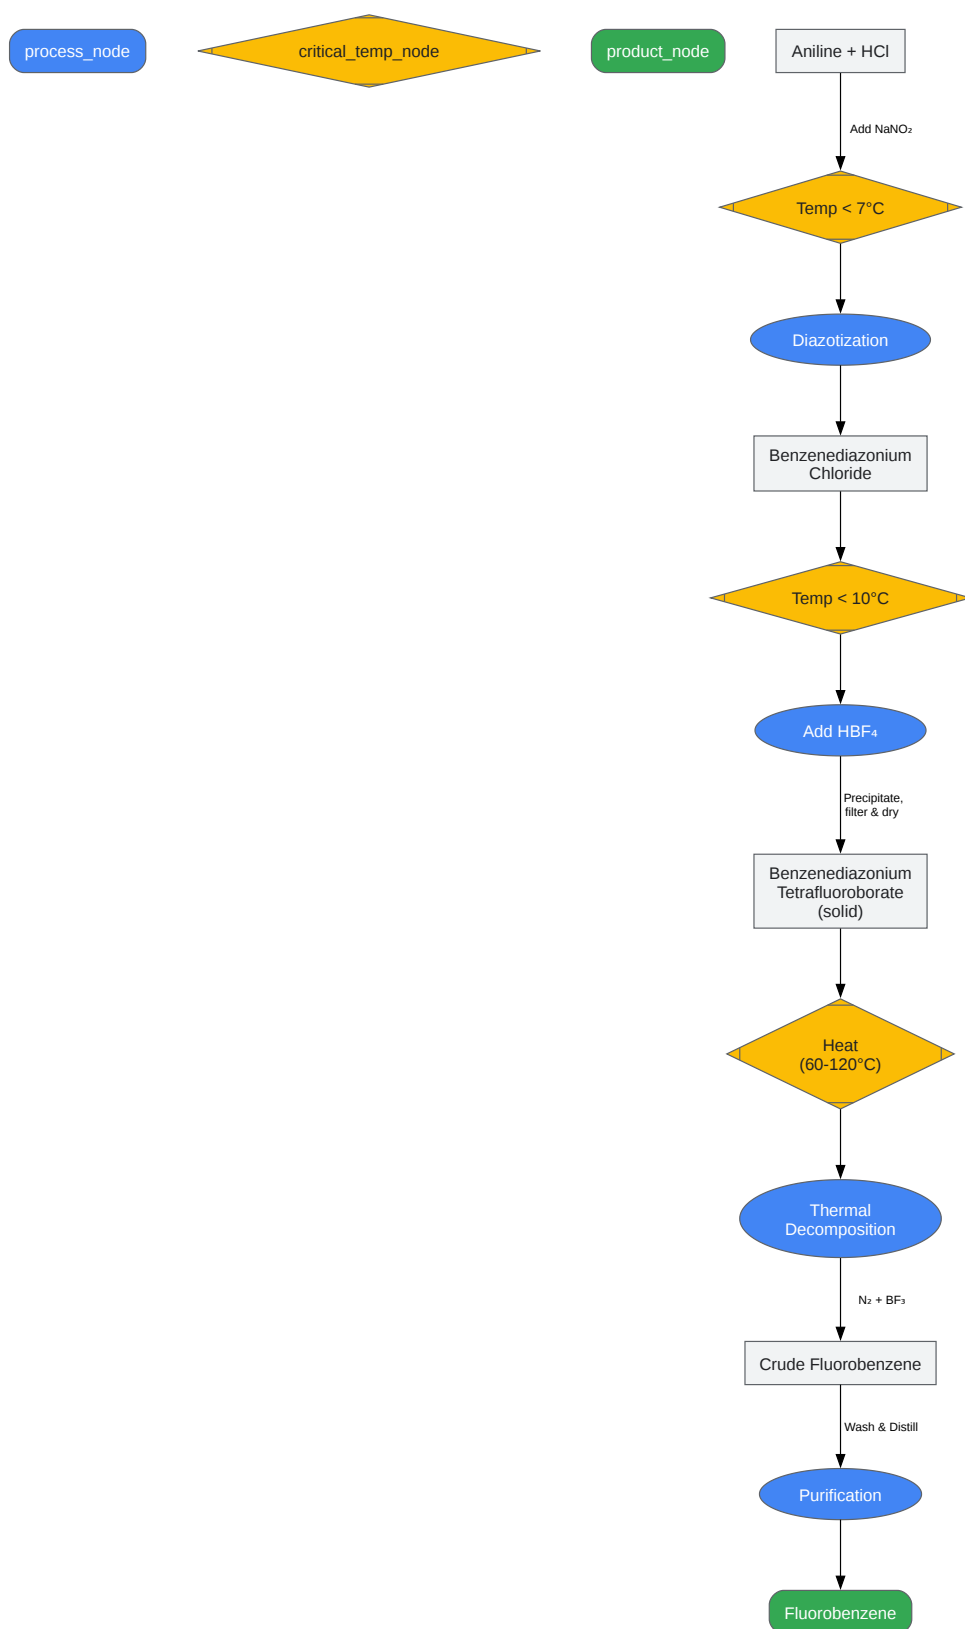 process_node
critical_temp_node
product_node
Aniline + HCl
Add NaNO₂
Temp < 7°C
Diazotization
Benzenediazonium
Chloride
Temp < 10°C
Add HBF₄
Precipitate,
filter & dry
Benzenediazonium
Tetrafluoroborate
(solid)
Heat
(60-120°C)
Thermal
Decomposition
N₂ + BF₃
Crude Fluorobenzene
Wash & Distill
Purification
Fluorobenzene